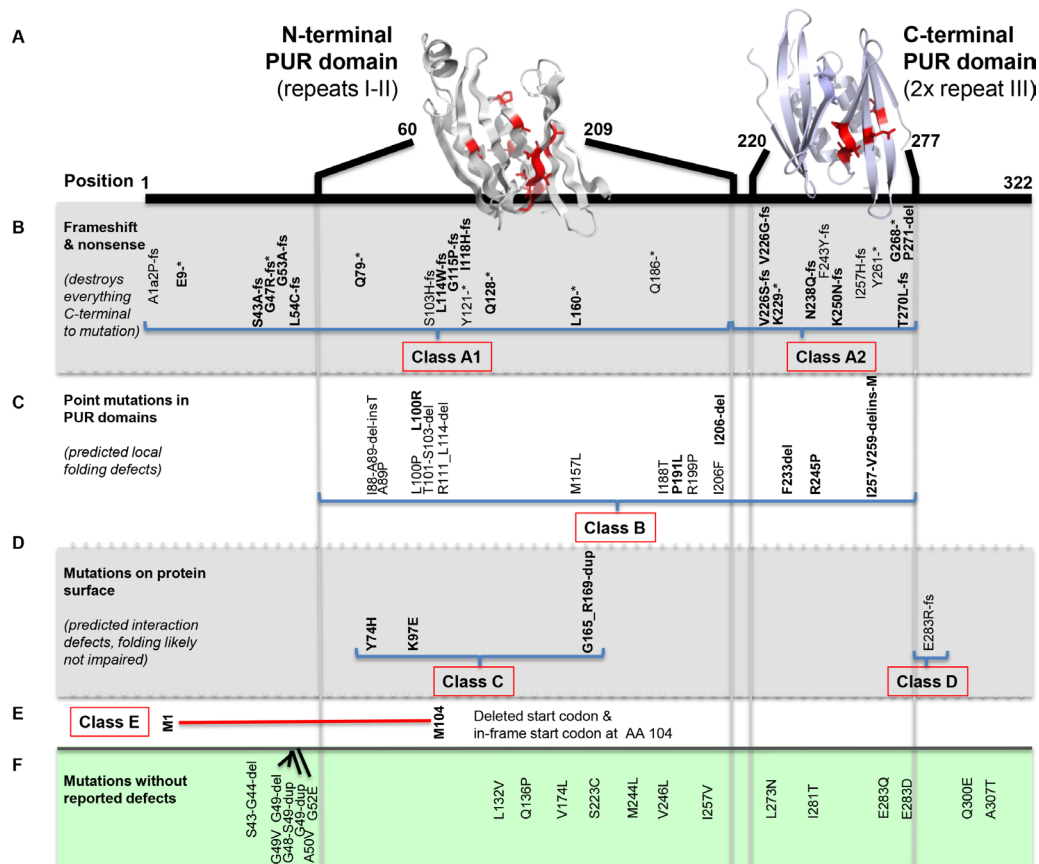 A
N-terminal
PUR domain
(repeats I-II)
C-terminal
PUR domain
(2x repeat III)
60
209
220
277
Position 1
322
B
Frameshift
& nonsense
(destroys
everything
C-terminal
to mutation)
A1a2P-fs
E9-*
S43A-fs
G47R-fs*
G53A-fs
L54C-fs
Q79-*
S103H-fs
L114W-fs
G115P-fs
I118H-fs
Y121-*
Q128-*
L160-*
Q186-*
V226S-fs
V226G-fs
K229-*
N238Q-fs
F243Y-fs
K250N-fs
I257H-fs
Y261-*
G268-*
T270L-fs
P271-del
Class A1
Class A2
C
Point mutations in
PUR domains
(predicted local
folding defects)
I88-A89-del-insT
A89P
L100P
L100R
T101-S103-del
R111_L114-del
M157L
I188T
P191L
R199P
I206F
I206-del
F233del
R245P
I257-V259-delins-M
Class B
D
Mutations on protein
surface
(predicted interaction
defects, folding likely
not impaired)
Y74H
K97E
G165_R169-dup
E283R-fs
Class C
Class D
E
Class E
M1
M104
Deleted start codon &
in-frame start codon at AA 104
F
Mutations without
reported defects
S43-G44-del
G49V
G49-del
G48-S49-dup
G49-dup
A50V
G52E
L132V
Q136P
V174L
S223C
M244L
V246L
I257V
L273N
I281T
E283Q
E283D
Q300E
A307T